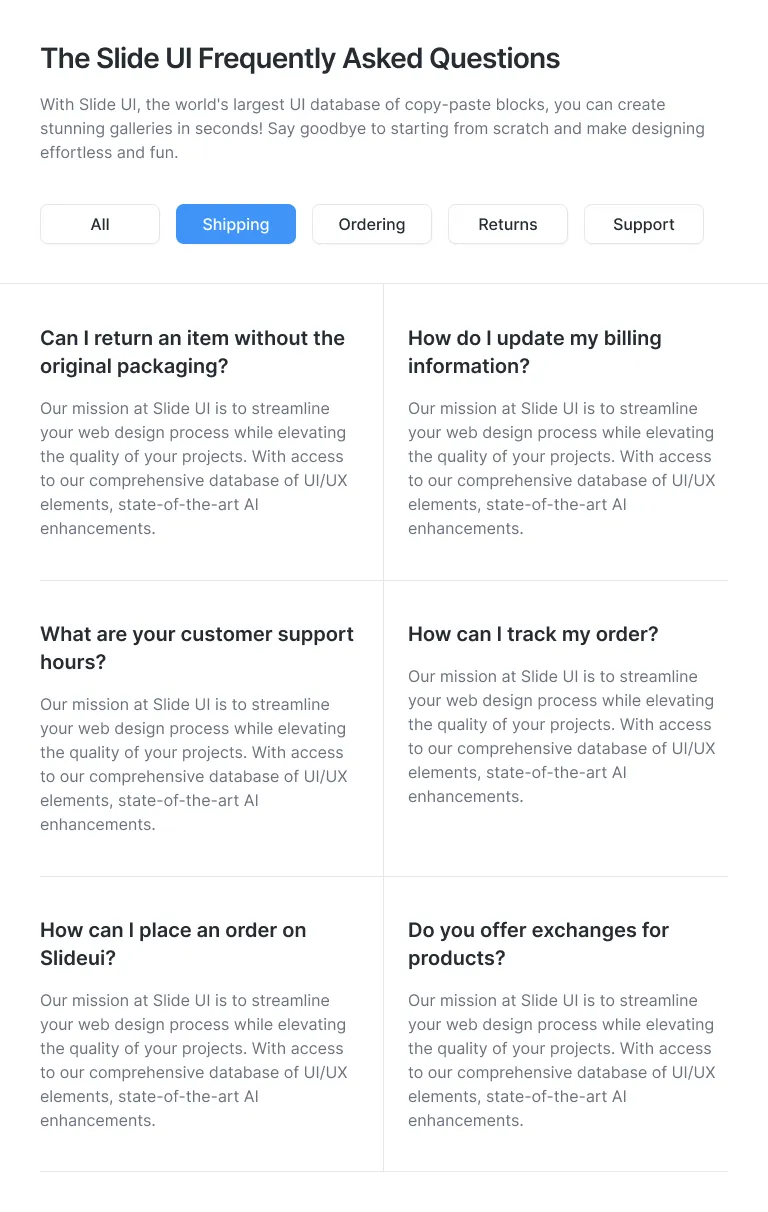 The Slide UI Frequently Asked Questions
With Slide UI, the world's largest UI database of copy-paste blocks, you can create
stunning galleries in seconds! Say goodbye to starting from scratch and make designing
effortless and fun.
All
Shipping
Ordering
Returns
Support
Can I return an item without the
original packaging?
Our mission at Slide UI is to streamline
your web design process while elevating
the quality of your projects. With access
to our comprehensive database of UI/UX
elements, state-of-the-art AI
enhancements.
How do I update my billing
information?
Our mission at Slide UI is to streamline
your web design process while elevating
the quality of your projects. With access
to our comprehensive database of UI/UX
elements, state-of-the-art AI
enhancements.
What are your customer support
hours?
Our mission at Slide UI is to streamline
your web design process while elevating
the quality of your projects. With access
to our comprehensive database of UI/UX
elements, state-of-the-art AI
enhancements.
How can I track my order?
Our mission at Slide UI is to streamline
your web design process while elevating
the quality of your projects. With access
to our comprehensive database of UI/UX
elements, state-of-the-art AI
enhancements.
How can I place an order on
Slideui?
Our mission at Slide UI is to streamline
your web design process while elevating
the quality of your projects. With access
to our comprehensive database of UI/UX
elements, state-of-the-art AI
enhancements.
Do you offer exchanges for
products?
Our mission at Slide UI is to streamline
your web design process while elevating
the quality of your projects. With access
to our comprehensive database of UI/UX
elements, state-of-the-art AI
enhancements.